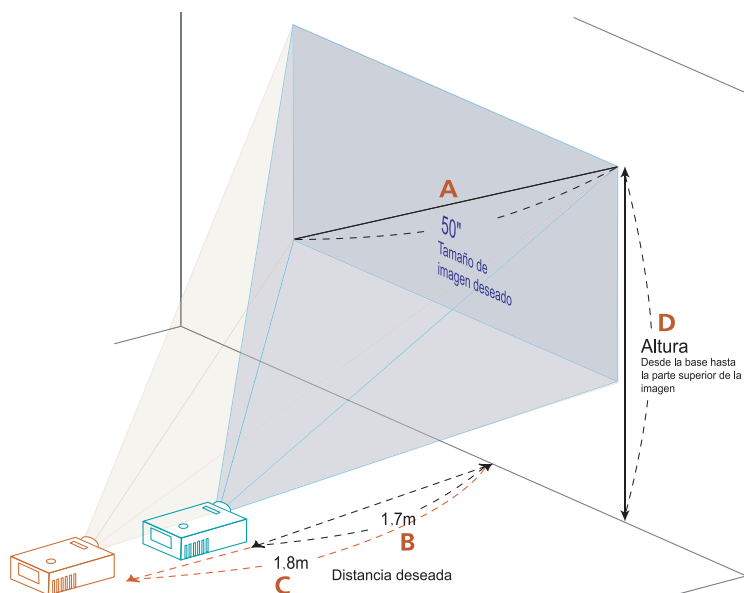 A
50"
Tamaño de
imagen deseado
D
Altura
Desde la base hasta
la parte superior de la
imagen
1,7m
B
1,8m
C
Distancia deseada